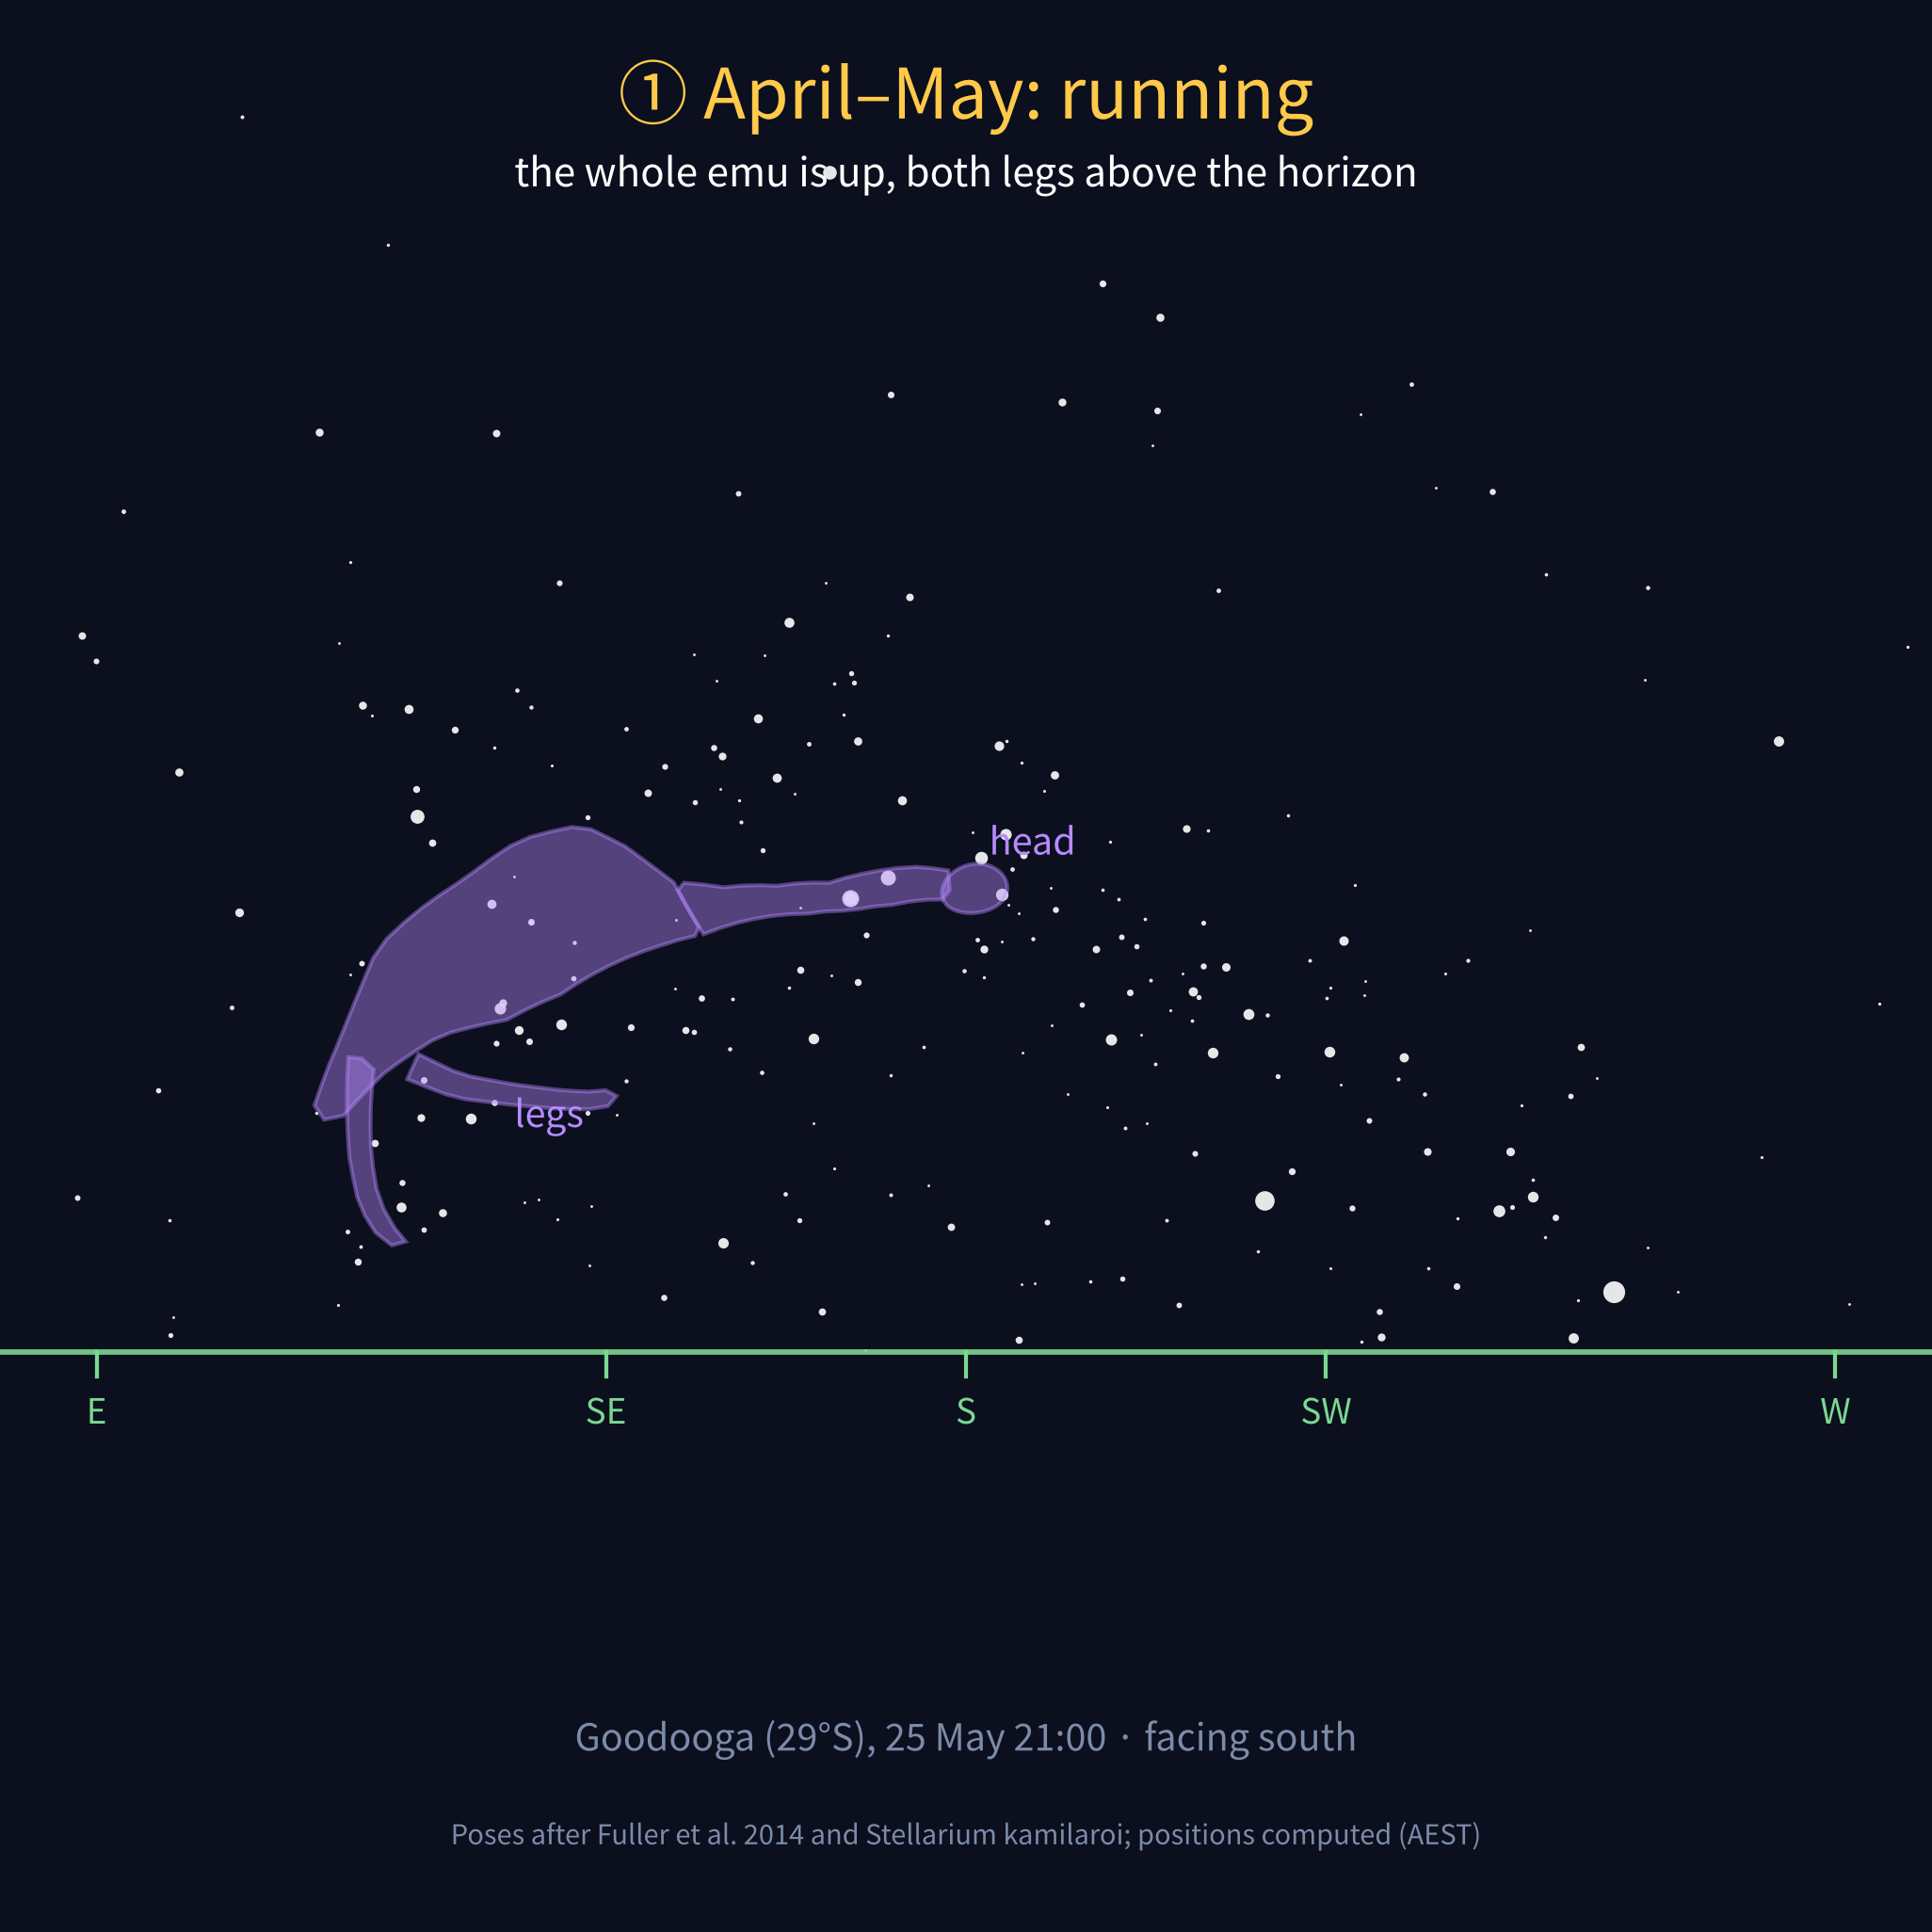 ① April–May: running
the whole emu is up, both legs above the horizon
head
legs
E SE S SW W
Goodooga (29°S), 25 May 21:00 · facing south
Poses after Fuller et al. 2014 and Stellarium kamilaroi; positions computed (AEST)